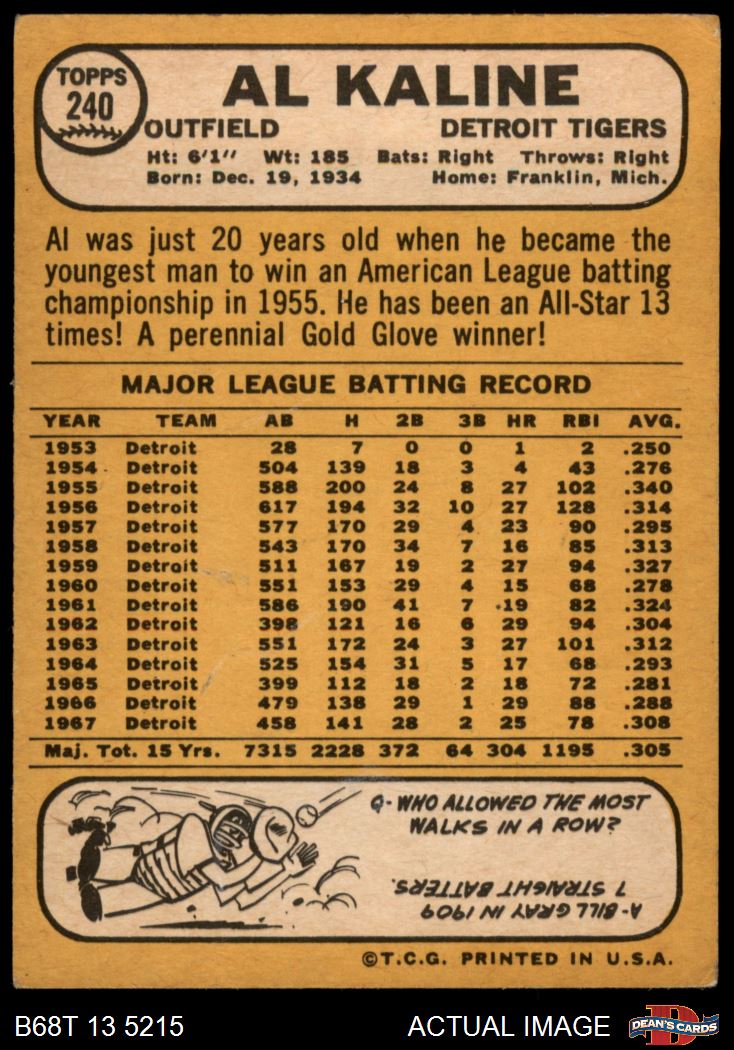 TOPPS
240
AL KALINE
OUTFIELD DETROIT TIGERS
Ht: 6'1'' Wt: 185 Bats: Right Throws: Right
Born: Dec. 19, 1934 Home: Franklin, Mich.
Al was just 20 years old when he became the
youngest man to win an American League batting
championship in 1955. He has been an All-Star 13
times! A perennial Gold Glove winner!
MAJOR LEAGUE BATTING RECORD
YEAR TEAM AB H 2B 3B HR RBI AVG.
1953 Detroit 28 7 0 0 1 2 .250
1954 Detroit 504 139 18 3 4 43 .276
1955 Detroit 588 200 24 8 27 102 .340
1956 Detroit 617 194 32 10 27 128 .314
1957 Detroit 577 170 29 4 23 90 .295
1958 Detroit 543 170 34 7 16 85 .313
1959 Detroit 511 167 19 2 27 94 .327
1960 Detroit 551 153 29 4 15 68 .278
1961 Detroit 586 190 41 7 19 82 .324
1962 Detroit 398 121 16 6 29 94 .304
1963 Detroit 551 172 24 3 27 101 .312
1964 Detroit 525 154 31 5 17 68 .293
1965 Detroit 399 112 18 2 18 72 .281
1966 Detroit 479 138 29 1 29 88 .288
1967 Detroit 458 141 28 2 25 78 .308
Maj. Tot. 15 Yrs. 7315 2228 372 64 304 1195 .305
Q- WHO ALLOWED THE MOST
WALKS IN A ROW?
A- BILL GRAY IN 1909
7 STRAIGHT BATTERS.
©T.C.G. PRINTED IN U.S.A.
B68T 13 5215 ACTUAL IMAGE DEAN'S CARDS